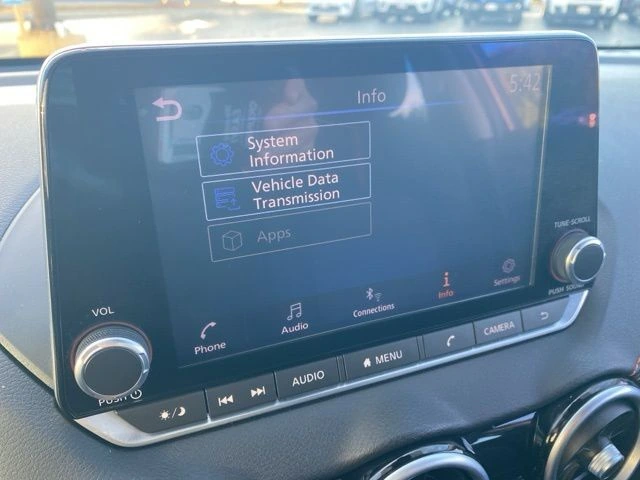 Info
5:42
System
Information
Vehicle Data
Transmission
Apps
Phone
Audio
Connections
Info
Settings
TUNE·SCROLL
PUSH SOUND
VOL
PUSH
AUDIO
MENU
CAMERA